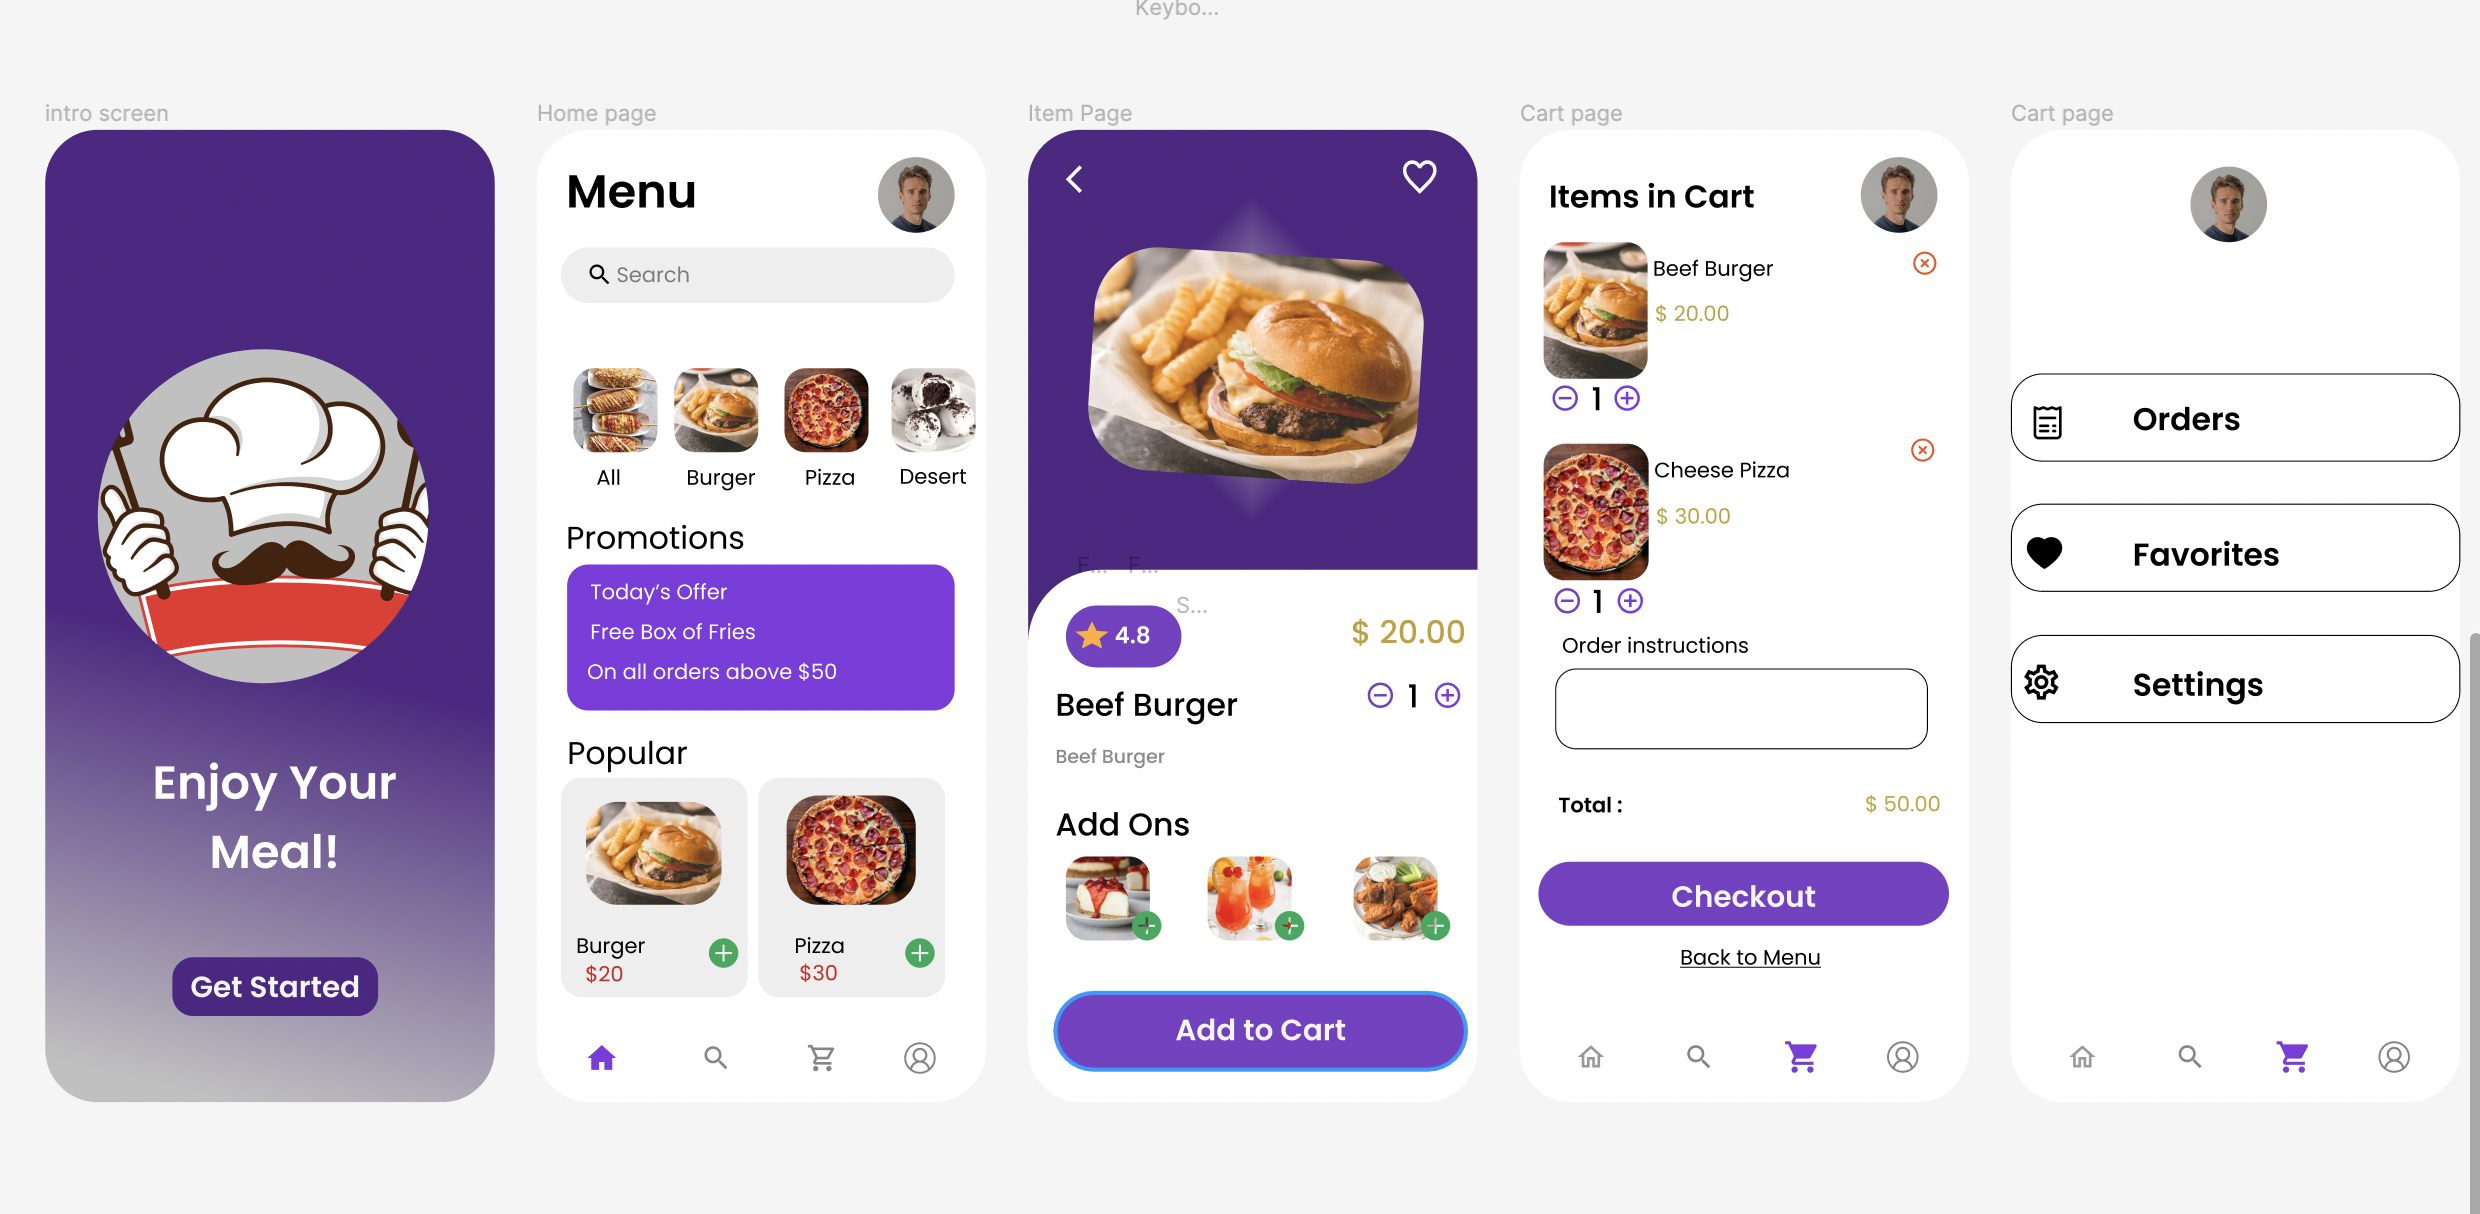 Keybo...
intro screen
Enjoy Your
Meal!
Get Started
Home page
Menu
Search
All
Burger
Pizza
Desert
Promotions
Today's Offer
Free Box of Fries
On all orders above $50
Popular
Burger
$20
Pizza
$30
Item Page
F... F...
S...
4.8
$ 20.00
Beef Burger
1
Beef Burger
Add Ons
Add to Cart
Cart page
Items in Cart
Beef Burger
$ 20.00
1
Cheese Pizza
$ 30.00
1
Order instructions
Total :
$ 50.00
Checkout
Back to Menu
Cart page
Orders
Favorites
Settings